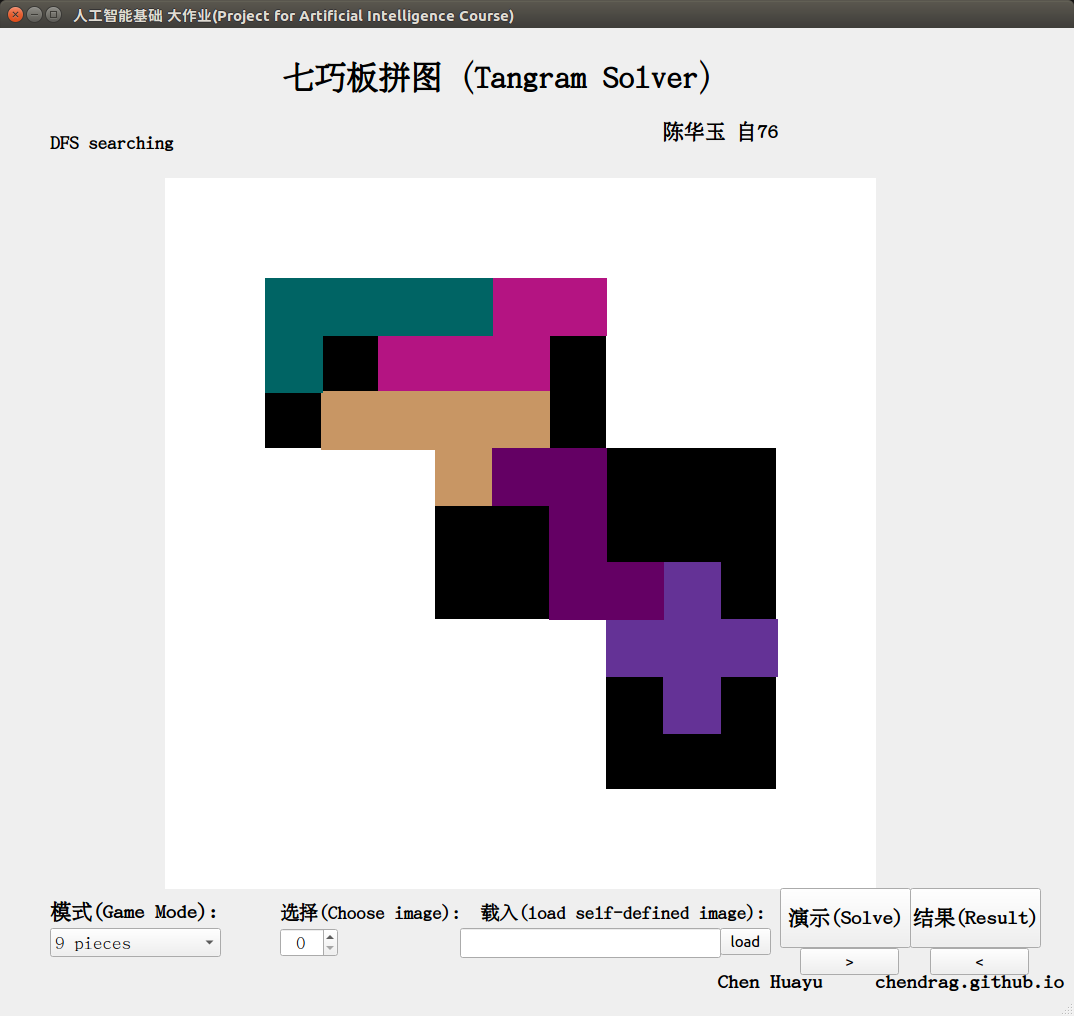 人工智能基础 大作业(Project for Artificial Intelligence Course)
七巧板拼图 (Tangram Solver)
陈华玉 自76
DFS searching
模式(Game Mode):
选择(Choose image):
载入(load self-defined image):
演示(Solve)
结果(Result)
9 pieces
0
load
>
<
Chen Huayu
chendrag.github.io